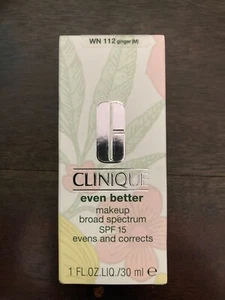 WN 112 ginger (M)
CLINIQUE
even better
makeup
broad spectrum
SPF 15
evens and corrects
1 FL.OZ.LIQ./30 ml ℮